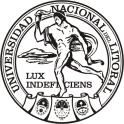 UNIVERSIDAD NACIONAL DEL LITORAL
LUX
INDEFICIENS